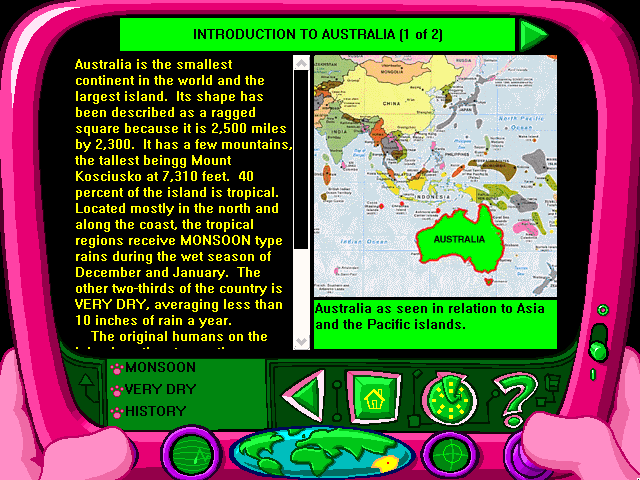 INTRODUCTION TO AUSTRALIA (1 of 2)
Australia is the smallest
continent in the world and the
largest island. Its shape has
been described as a ragged
square because it is 2,500 miles
by 2,300. It has a few mountains,
the tallest beingg Mount
Kosciusko at 7,310 feet. 40
percent of the island is tropical.
Located mostly in the north and
along the coast, the tropical
regions receive MONSOON type
rains during the wet season of
December and January. The
other two-thirds of the country is
VERY DRY, averaging less than
10 inches of rain a year.
The original humans on the
RUSSIA
MONGOLIA
CHINA
North Pacific
Ocean
INDIA
PHILIPPINES
MALAYSIA
INDONESIA
Indian Ocean
AUSTRALIA
Australia as seen in relation to Asia
and the Pacific islands.
MONSOON
VERY DRY
HISTORY
?